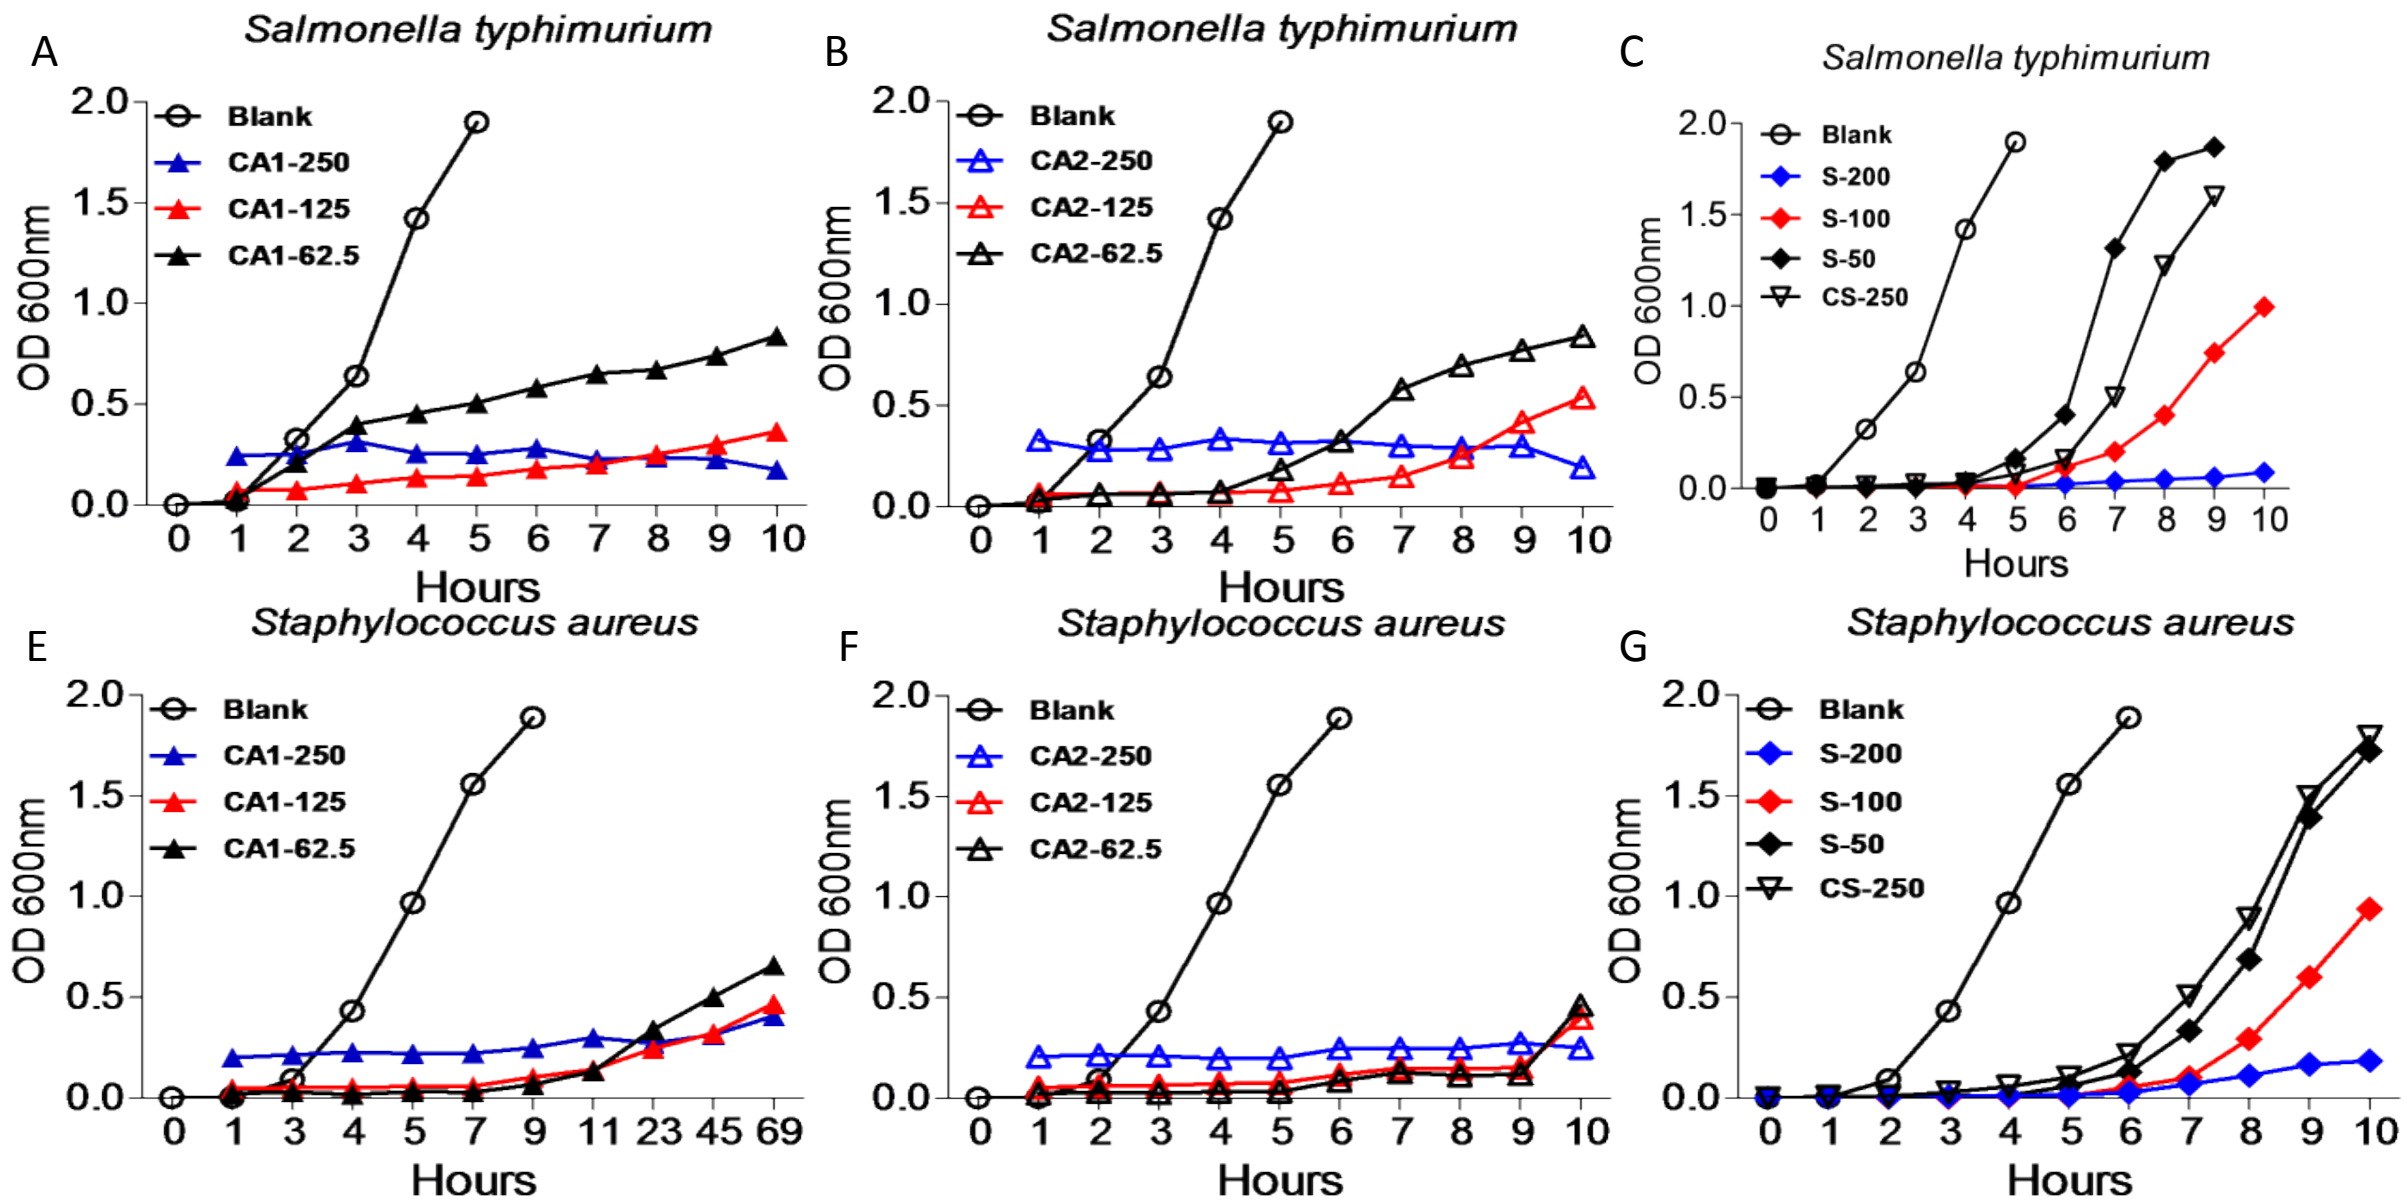 A
Salmonella typhimurium
OD 600nm
2.0
1.5
1.0
0.5
0.0
Blank
CA1-250
CA1-125
CA1-62.5
0 1 2 3 4 5 6 7 8 9 10
Hours
B
Salmonella typhimurium
OD 600nm
2.0
1.5
1.0
0.5
0.0
Blank
CA2-250
CA2-125
CA2-62.5
0 1 2 3 4 5 6 7 8 9 10
Hours
C
Salmonella typhimurium
OD 600nm
2.0
1.5
1.0
0.5
0.0
Blank
S-200
S-100
S-50
CS-250
0 1 2 3 4 5 6 7 8 9 10
Hours
E
Staphylococcus aureus
OD 600nm
2.0
1.5
1.0
0.5
0.0
Blank
CA1-250
CA1-125
CA1-62.5
0 1 3 4 5 7 9 11 23 45 69
Hours
F
Staphylococcus aureus
OD 600nm
2.0
1.5
1.0
0.5
0.0
Blank
CA2-250
CA2-125
CA2-62.5
0 1 2 3 4 5 6 7 8 9 10
Hours
G
Staphylococcus aureus
OD 600nm
2.0
1.5
1.0
0.5
0.0
Blank
S-200
S-100
S-50
CS-250
0 1 2 3 4 5 6 7 8 9 10
Hours